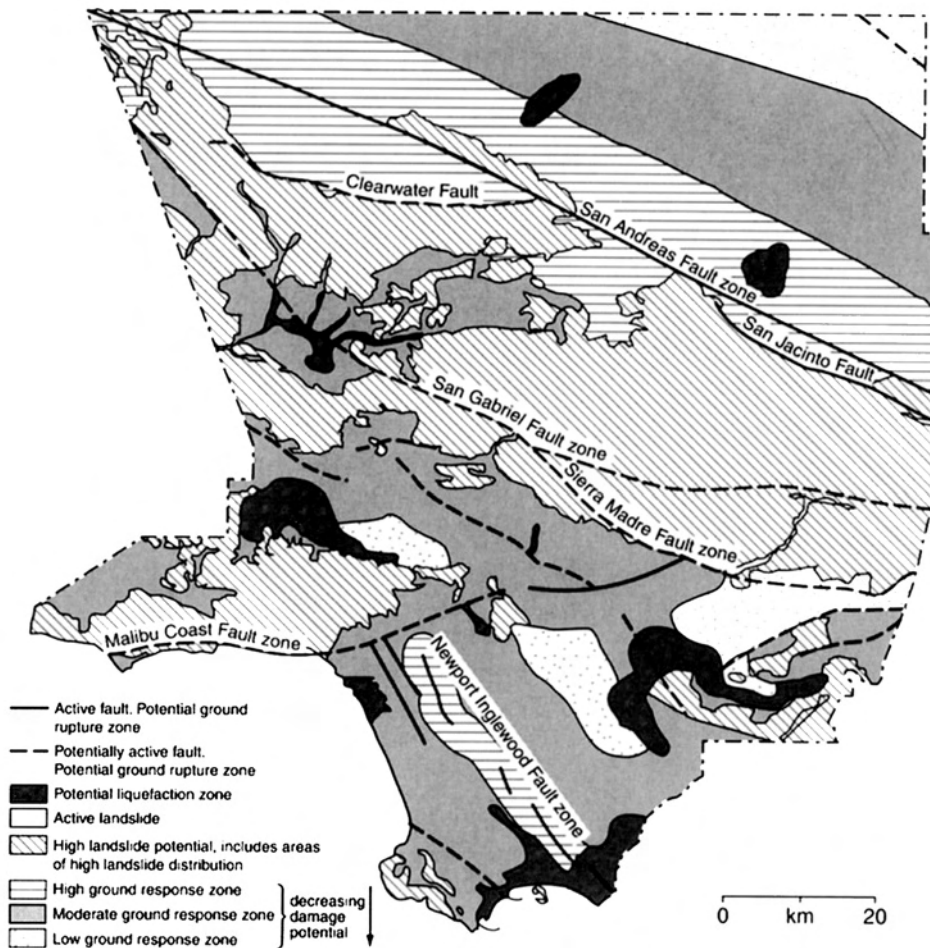 Clearwater Fault
San Andreas Fault zone
San Jacinto Fault
San Gabriel Fault zone
Sierra Madre Fault zone
Malibu Coast Fault zone
Newport Inglewood Fault zone
Active fault. Potential ground
rupture zone
Potentially active fault.
Potential ground rupture zone
Potential liquefaction zone
Active landslide
High landslide potential, includes areas
of high landslide distribution
High ground response zone
Moderate ground response zone
Low ground response zone
decreasing
damage
potential
0 km 20